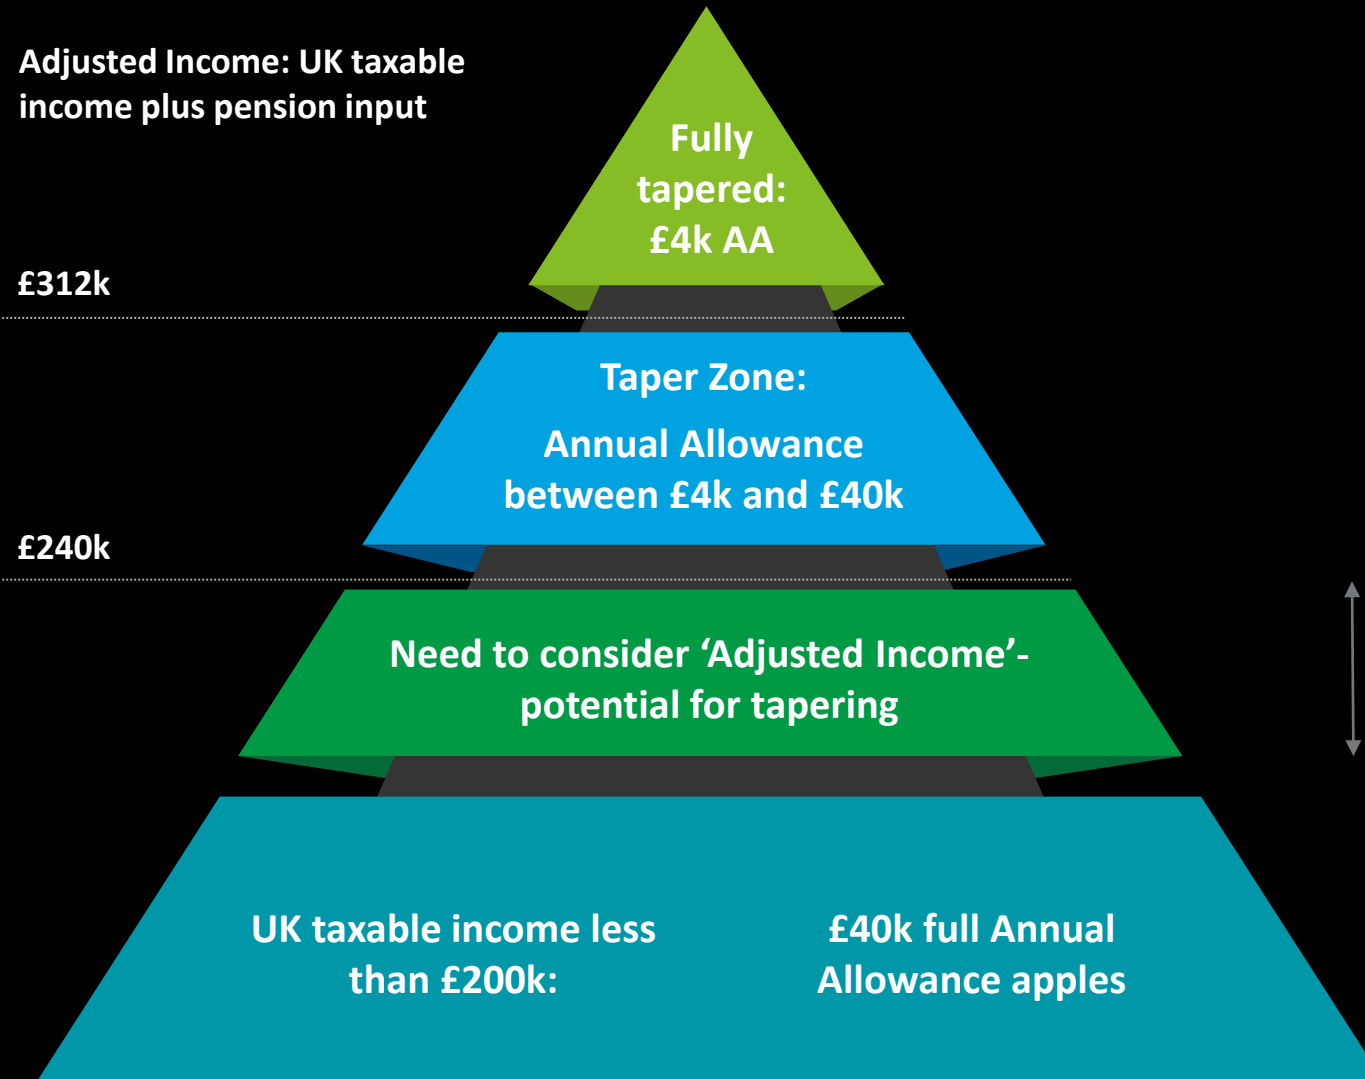 Adjusted Income: UK taxable
income plus pension input
Fully
tapered:
£4k AA
£312k
Taper Zone:
Annual Allowance
between £4k and £40k
£240k
Need to consider ‘Adjusted Income’-
potential for tapering
UK taxable income less
than £200k:
£40k full Annual
Allowance apples